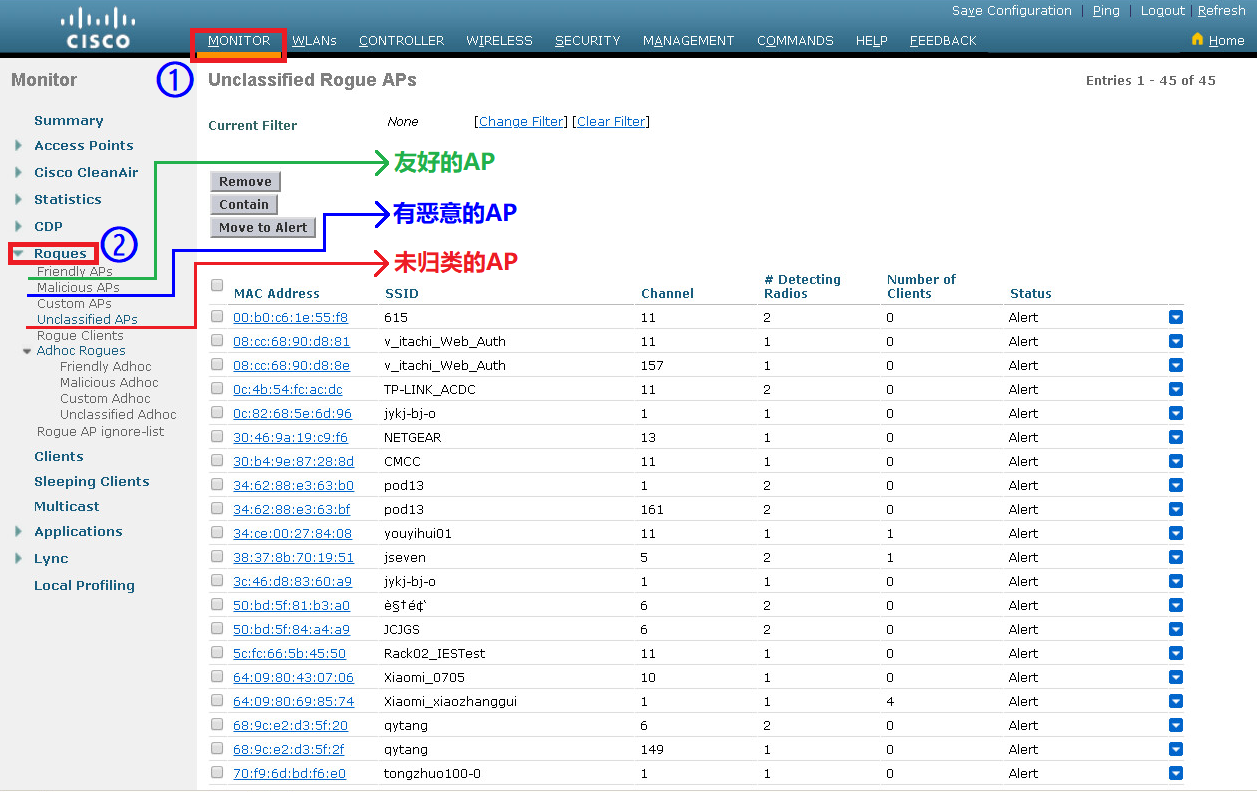 Save Configuration | Ping | Logout | Refresh
CISCO
MONITOR WLANs CONTROLLER WIRELESS SECURITY MANAGEMENT COMMANDS HELP FEEDBACK Home
Monitor
①
Unclassified Rogue APs
Entries 1 - 45 of 45
Summary
Access Points
Cisco CleanAir
Statistics
CDP
Rogues
②
Friendly APs
Malicious APs
Custom APs
Unclassified APs
Rogue Clients
Adhoc Rogues
Friendly Adhoc
Malicious Adhoc
Custom Adhoc
Unclassified Adhoc
Rogue AP ignore-list
Clients
Sleeping Clients
Multicast
Applications
Lync
Local Profiling
Current Filter None [Change Filter] [Clear Filter]
友好的AP
Remove
Contain
有恶意的AP
Move to Alert
未归类的AP
MAC Address SSID Channel # Detecting Radios Number of Clients Status
00:b0:c6:1e:55:f8 615 11 2 0 Alert
08:cc:68:90:d8:81 v_itachi_Web_Auth 11 1 0 Alert
08:cc:68:90:d8:8e v_itachi_Web_Auth 157 1 0 Alert
0c:4b:54:fc:ac:dc TP-LINK_ACDC 11 2 0 Alert
0c:82:68:5e:6d:96 jykj-bj-o 1 1 0 Alert
30:46:9a:19:c9:f6 NETGEAR 13 1 0 Alert
30:b4:9e:87:28:8d CMCC 11 1 0 Alert
34:62:88:e3:63:b0 pod13 1 2 0 Alert
34:62:88:e3:63:bf pod13 161 2 0 Alert
34:ce:00:27:84:08 youyihui01 11 1 1 Alert
38:37:8b:70:19:51 jseven 5 2 1 Alert
3c:46:d8:83:60:a9 jykj-bj-o 1 1 0 Alert
50:bd:5f:81:b3:a0 è§†é¢‘ 6 2 0 Alert
50:bd:5f:84:a4:a9 JCJGS 6 2 0 Alert
5c:fc:66:5b:45:50 Rack02_IESTest 11 1 0 Alert
64:09:80:43:07:06 Xiaomi_0705 10 1 0 Alert
64:09:80:69:85:74 Xiaomi_xiaozhanggui 1 1 4 Alert
68:9c:e2:d3:5f:20 qytang 6 2 0 Alert
68:9c:e2:d3:5f:2f qytang 149 1 0 Alert
70:f9:6d:bd:f6:e0 tongzhuo100-0 1 1 0 Alert